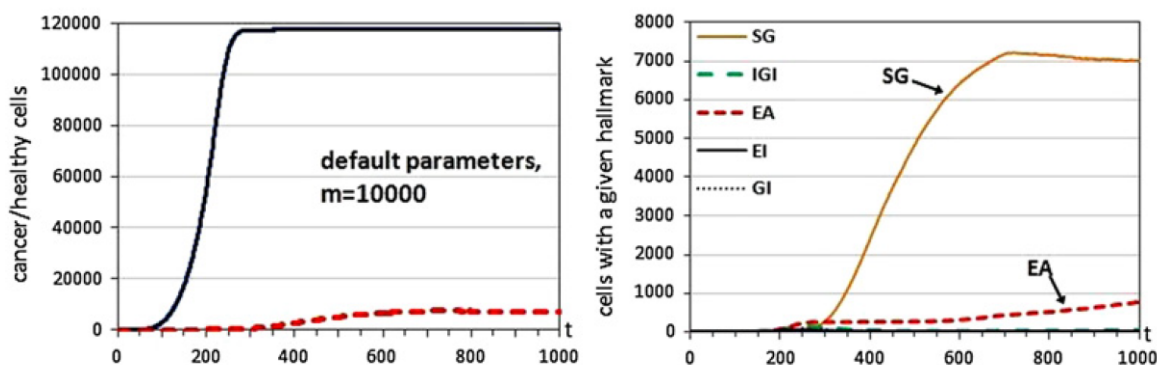 cancer/healthy cells
120000
100000
80000
60000
40000
20000
0
default parameters,
m=10000
0 200 400 600 800 1000
t
cells with a given hallmark
8000
7000
6000
5000
4000
3000
2000
1000
0
SG
IGI
EA
EI
GI
SG
EA
0 200 400 600 800 1000
t